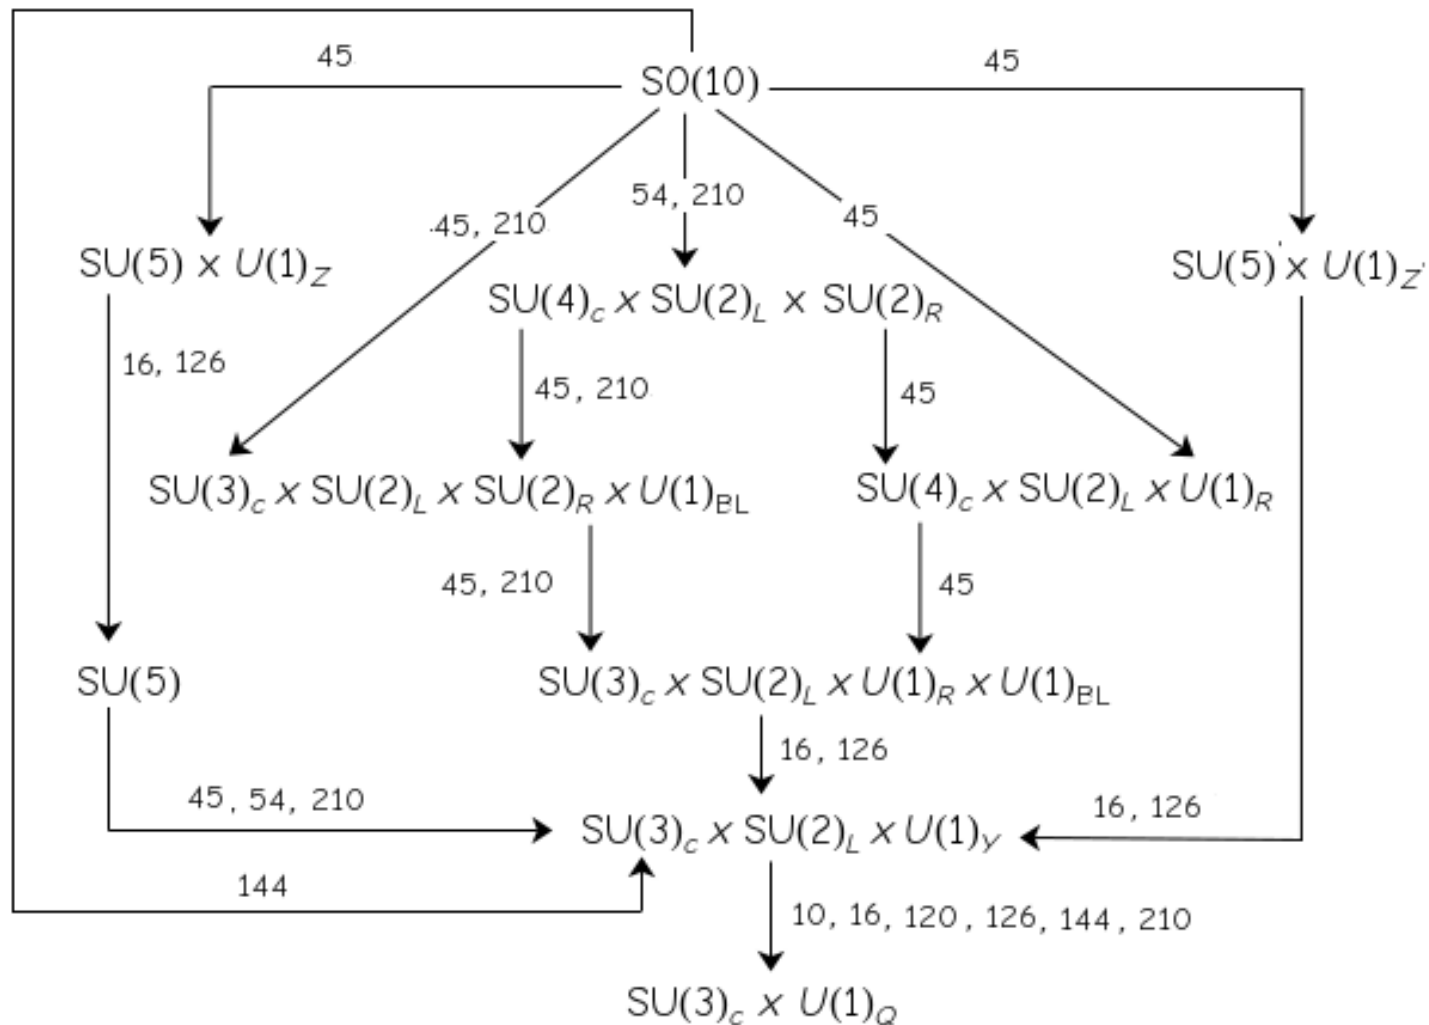 45
SO(10)
45
45, 210
54, 210
45
SU(5) x U(1)_Z
SU(4)_c x SU(2)_L x SU(2)_R
SU(5)' x U(1)_Z'
16, 126
45, 210
45
SU(3)_c x SU(2)_L x SU(2)_R x U(1)_BL
SU(4)_c x SU(2)_L x U(1)_R
45, 210
45
SU(5)
SU(3)_c x SU(2)_L x U(1)_R x U(1)_BL
16, 126
45, 54, 210
SU(3)_c x SU(2)_L x U(1)_Y
16, 126
144
10, 16, 120, 126, 144, 210
SU(3)_c x U(1)_Q